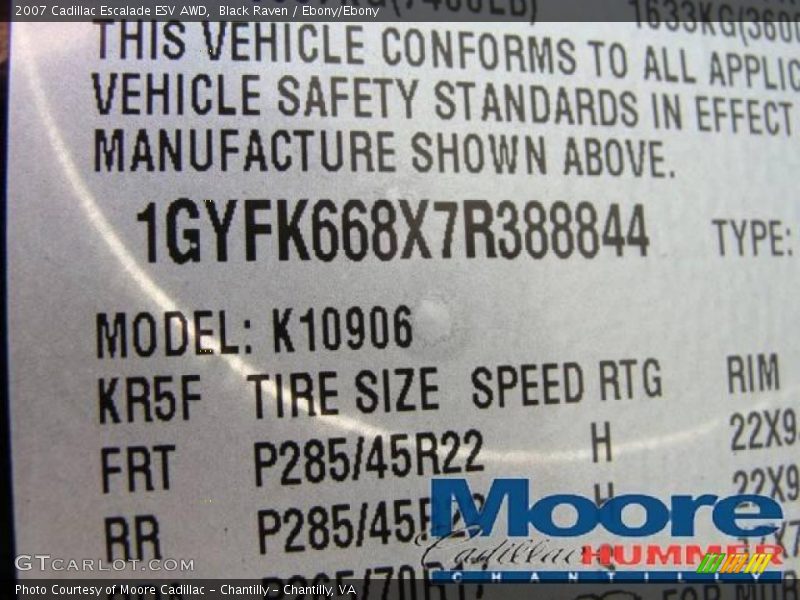 2007 Cadillac Escalade ESV AWD, Black Raven / Ebony/Ebony
1633KG(3600
THIS VEHICLE CONFORMS TO ALL APPLIC
VEHICLE SAFETY STANDARDS IN EFFECT
MANUFACTURE SHOWN ABOVE.
1GYFK668X7R388844 TYPE:
MODEL: K10906
KR5F TIRE SIZE SPEED RTG RIM
FRT P285/45R22 H 22X9
RR P285/45R22 H 22X9
Moore
Cadillac HUMMER
CHANTILLY
GTCARLOT.COM
Photo Courtesy of Moore Cadillac - Chantilly - Chantilly, VA